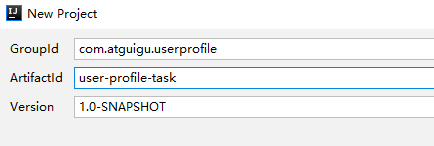 New Project
GroupId com.atguigu.userprofile
ArtifactId user-profile-task
Version 1.0-SNAPSHOT